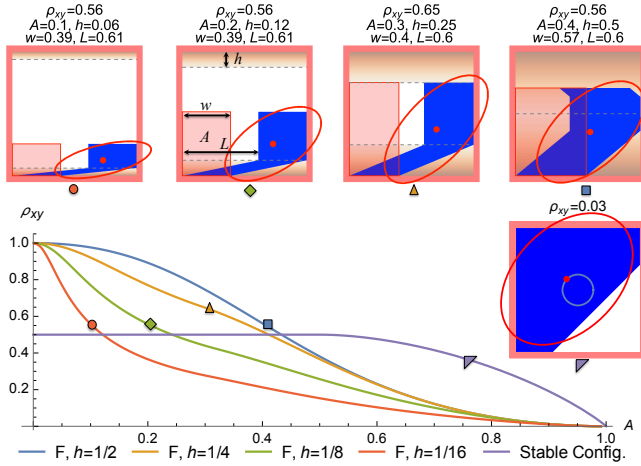 ρxy=0.56
A=0.1, h=0.06
w=0.39, L=0.61
ρxy=0.56
A=0.2, h=0.12
w=0.39, L=0.61
ρxy=0.65
A=0.3, h=0.25
w=0.4, L=0.6
ρxy=0.56
A=0.4, h=0.5
w=0.57, L=0.6
h
w
A
L
ρxy=0.03
ρxy
1.0
0.8
0.6
0.4
0.2
0.2
0.4
0.6
0.8
1.0
A
F, h=1/2
F, h=1/4
F, h=1/8
F, h=1/16
Stable Config.